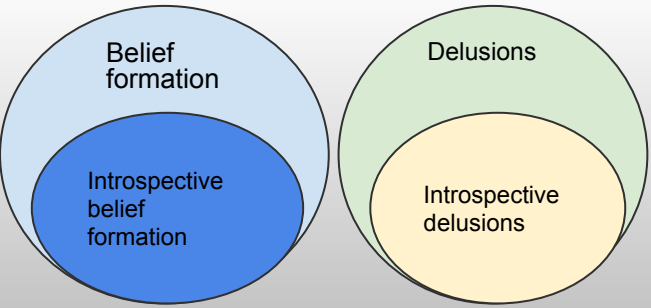 Belief
formation
Introspective
belief
formation
Delusions
Introspective
delusions